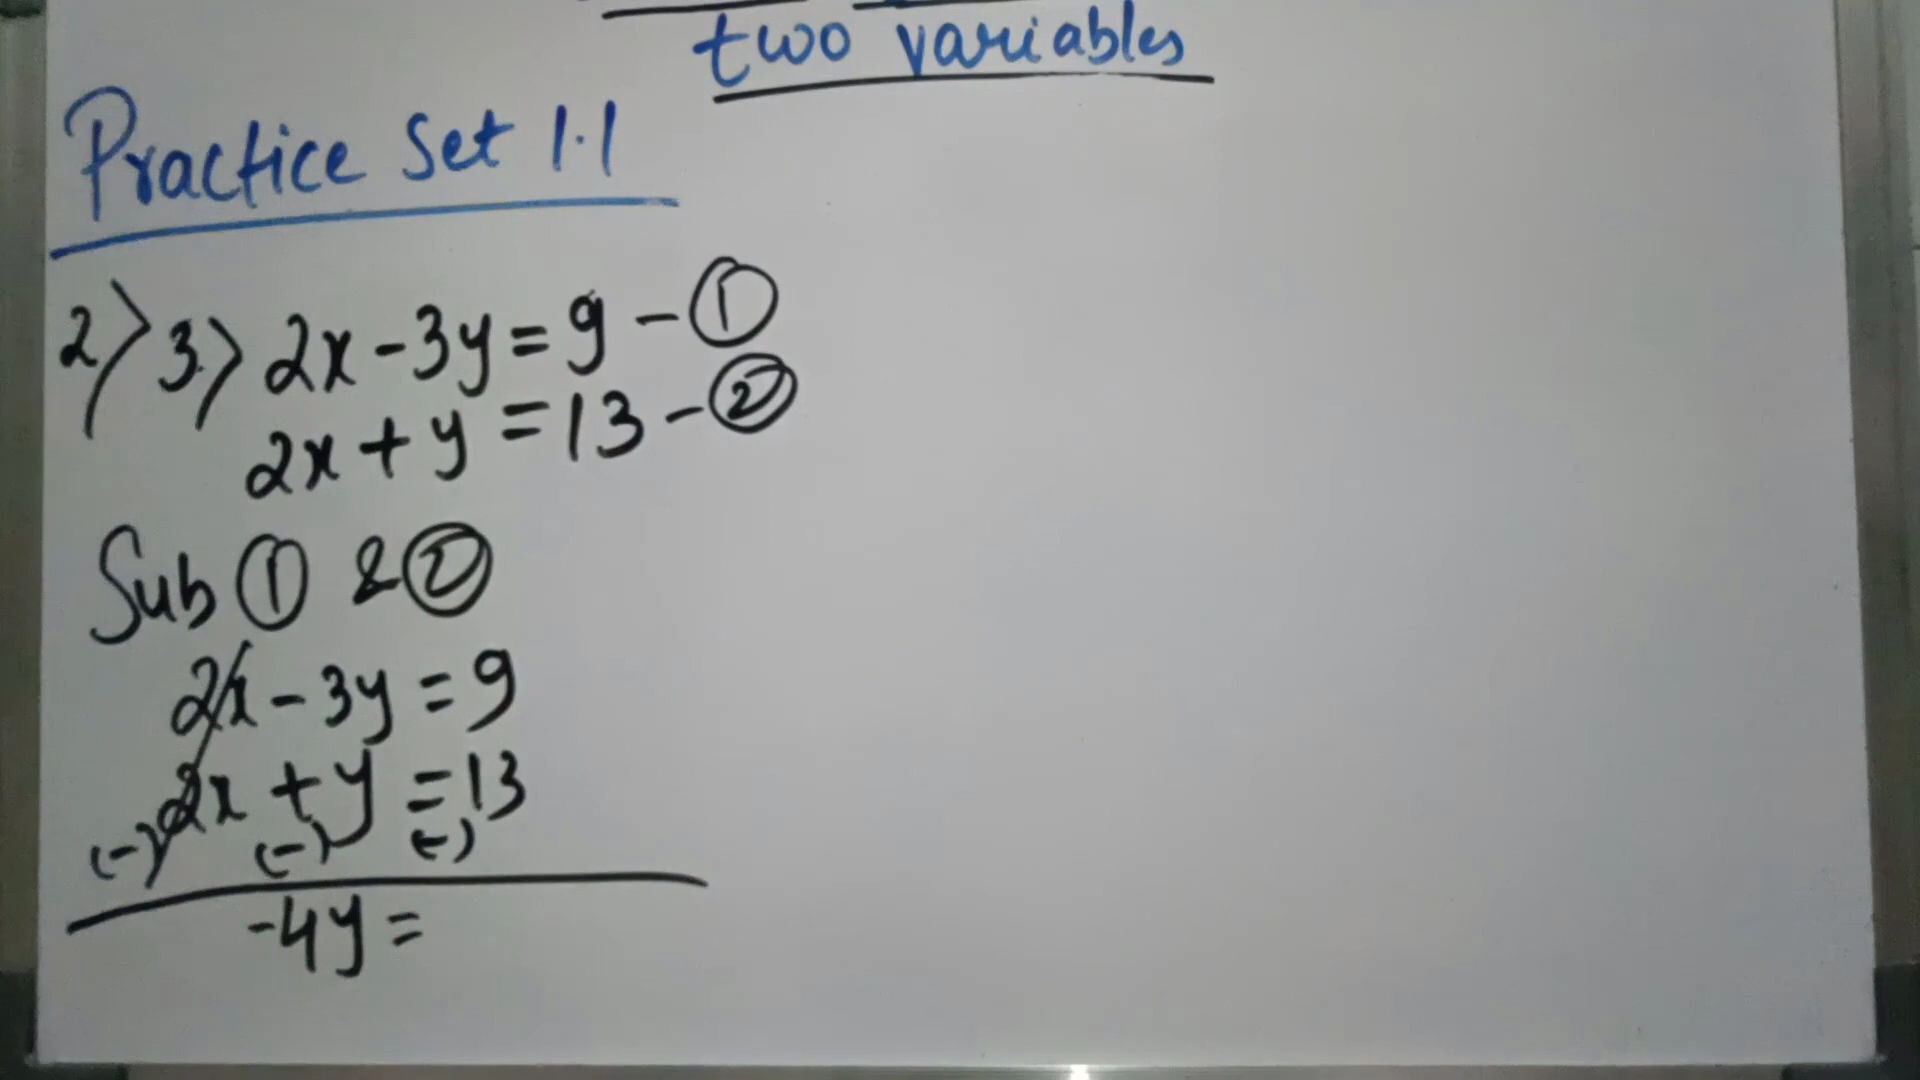 two variables
Practice Set 1.1
2) 3) 2x - 3y = 9 - ①
2x + y = 13 - ②
Sub ① & ②
2x - 3y = 9
2x + y = 13
(-) (-) (-)
-4y =